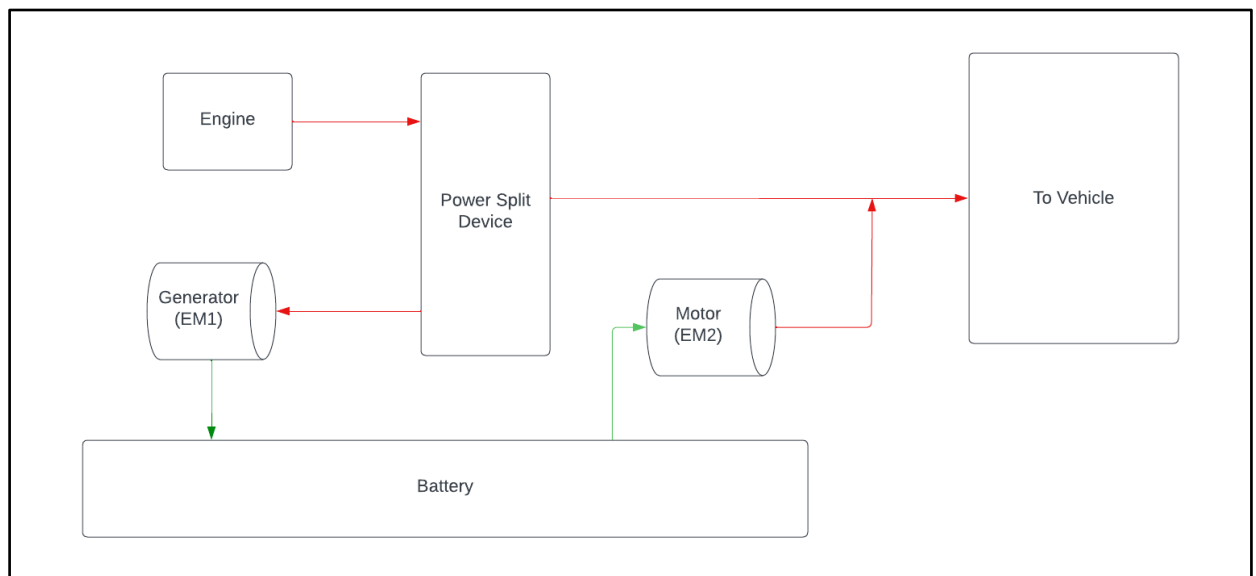 Engine
Power Split
Device
To Vehicle
Generator
(EM1)
Motor
(EM2)
Battery